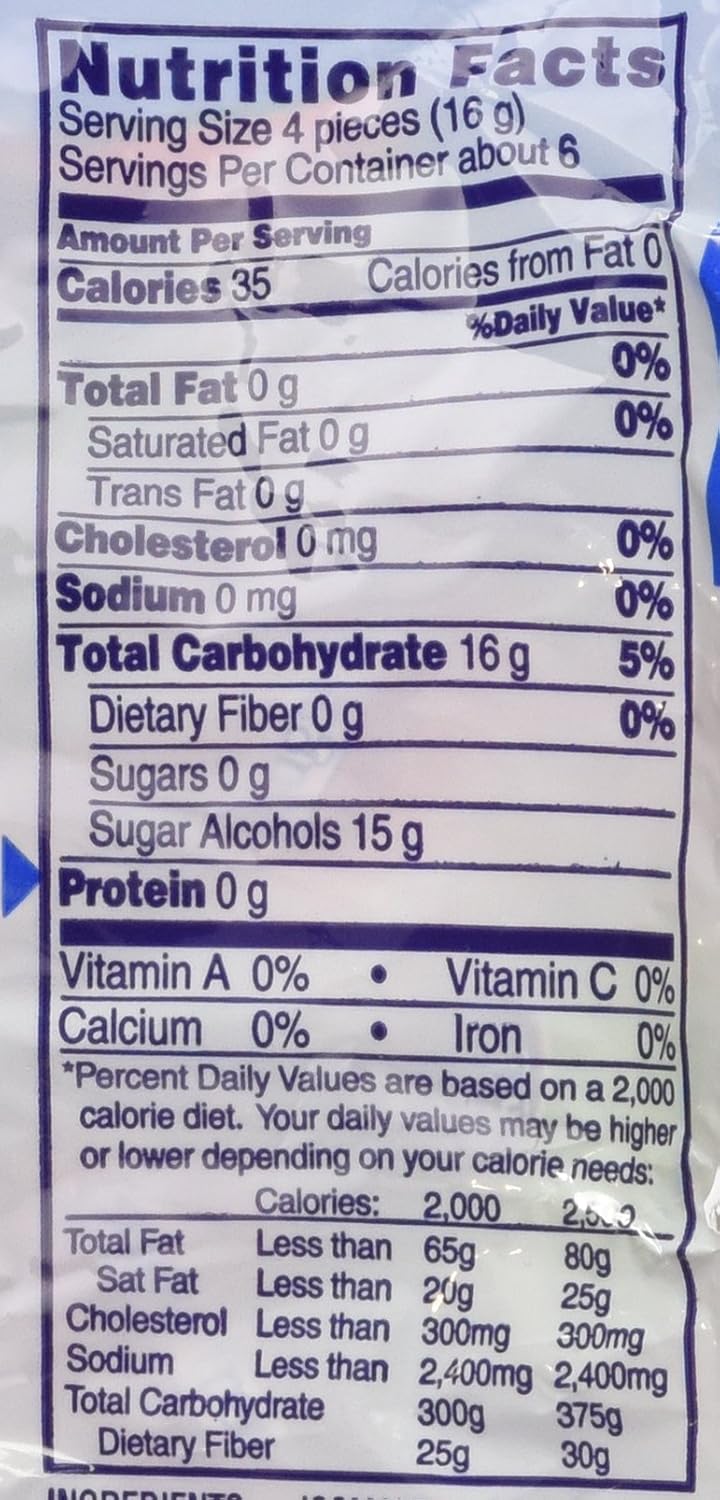 Nutrition Facts
Serving Size 4 pieces (16 g)
Servings Per Container about 6
Amount Per Serving
Calories 35 Calories from Fat 0
%Daily Value*
Total Fat 0 g 0%
Saturated Fat 0 g 0%
Trans Fat 0 g
Cholesterol 0 mg 0%
Sodium 0 mg 0%
Total Carbohydrate 16 g 5%
Dietary Fiber 0 g 0%
Sugars 0 g
Sugar Alcohols 15 g
Protein 0 g
Vitamin A 0% • Vitamin C 0%
Calcium 0% • Iron 0%
*Percent Daily Values are based on a 2,000
calorie diet. Your daily values may be higher
or lower depending on your calorie needs:
Calories: 2,000
Total Fat Less than 65g 80g
Sat Fat Less than 20g 25g
Cholesterol Less than 300mg 300mg
Sodium Less than 2,400mg 2,400mg
Total Carbohydrate 300g 375g
Dietary Fiber 25g 30g